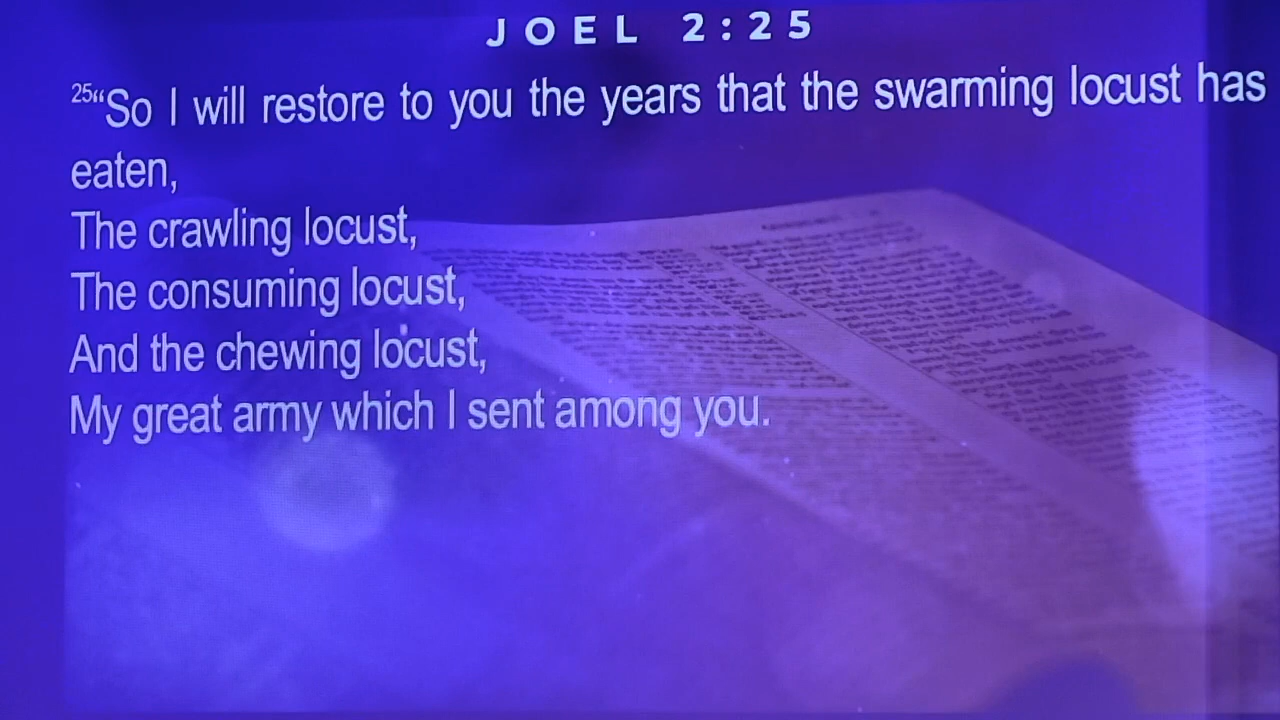 JOEL 2:25
25“So I will restore to you the years that the swarming locust has
eaten,
The crawling locust,
The consuming locust,
And the chewing locust,
My great army which I sent among you.